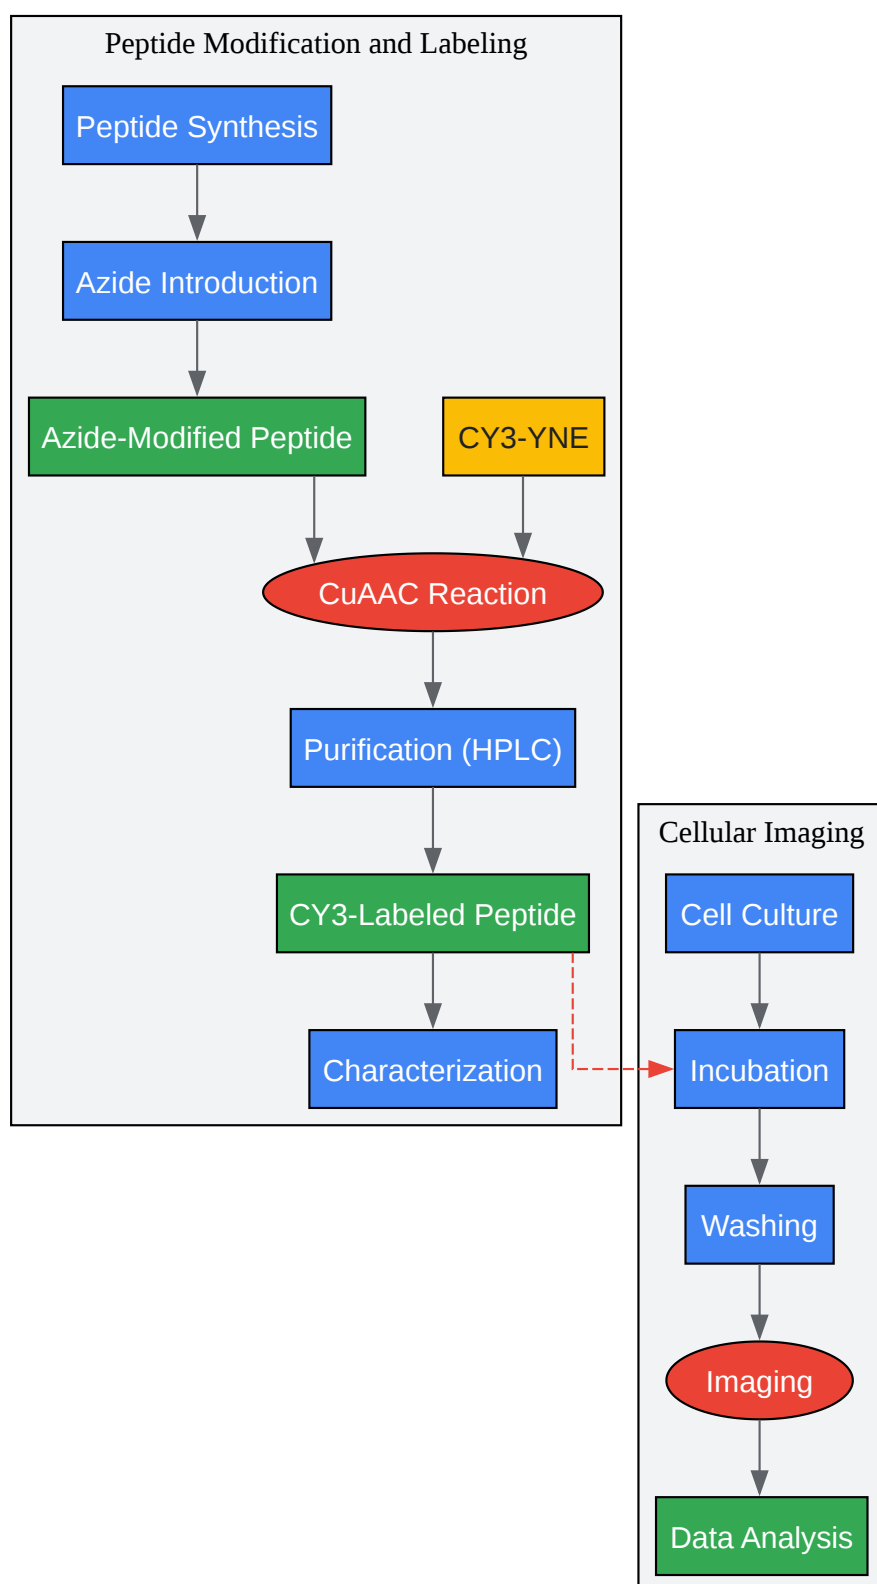 Peptide Modification and Labeling
Peptide Synthesis
Azide Introduction
Azide-Modified Peptide
CY3-YNE
CuAAC Reaction
Purification (HPLC)
CY3-Labeled Peptide
Characterization
Cellular Imaging
Cell Culture
Incubation
Washing
Imaging
Data Analysis